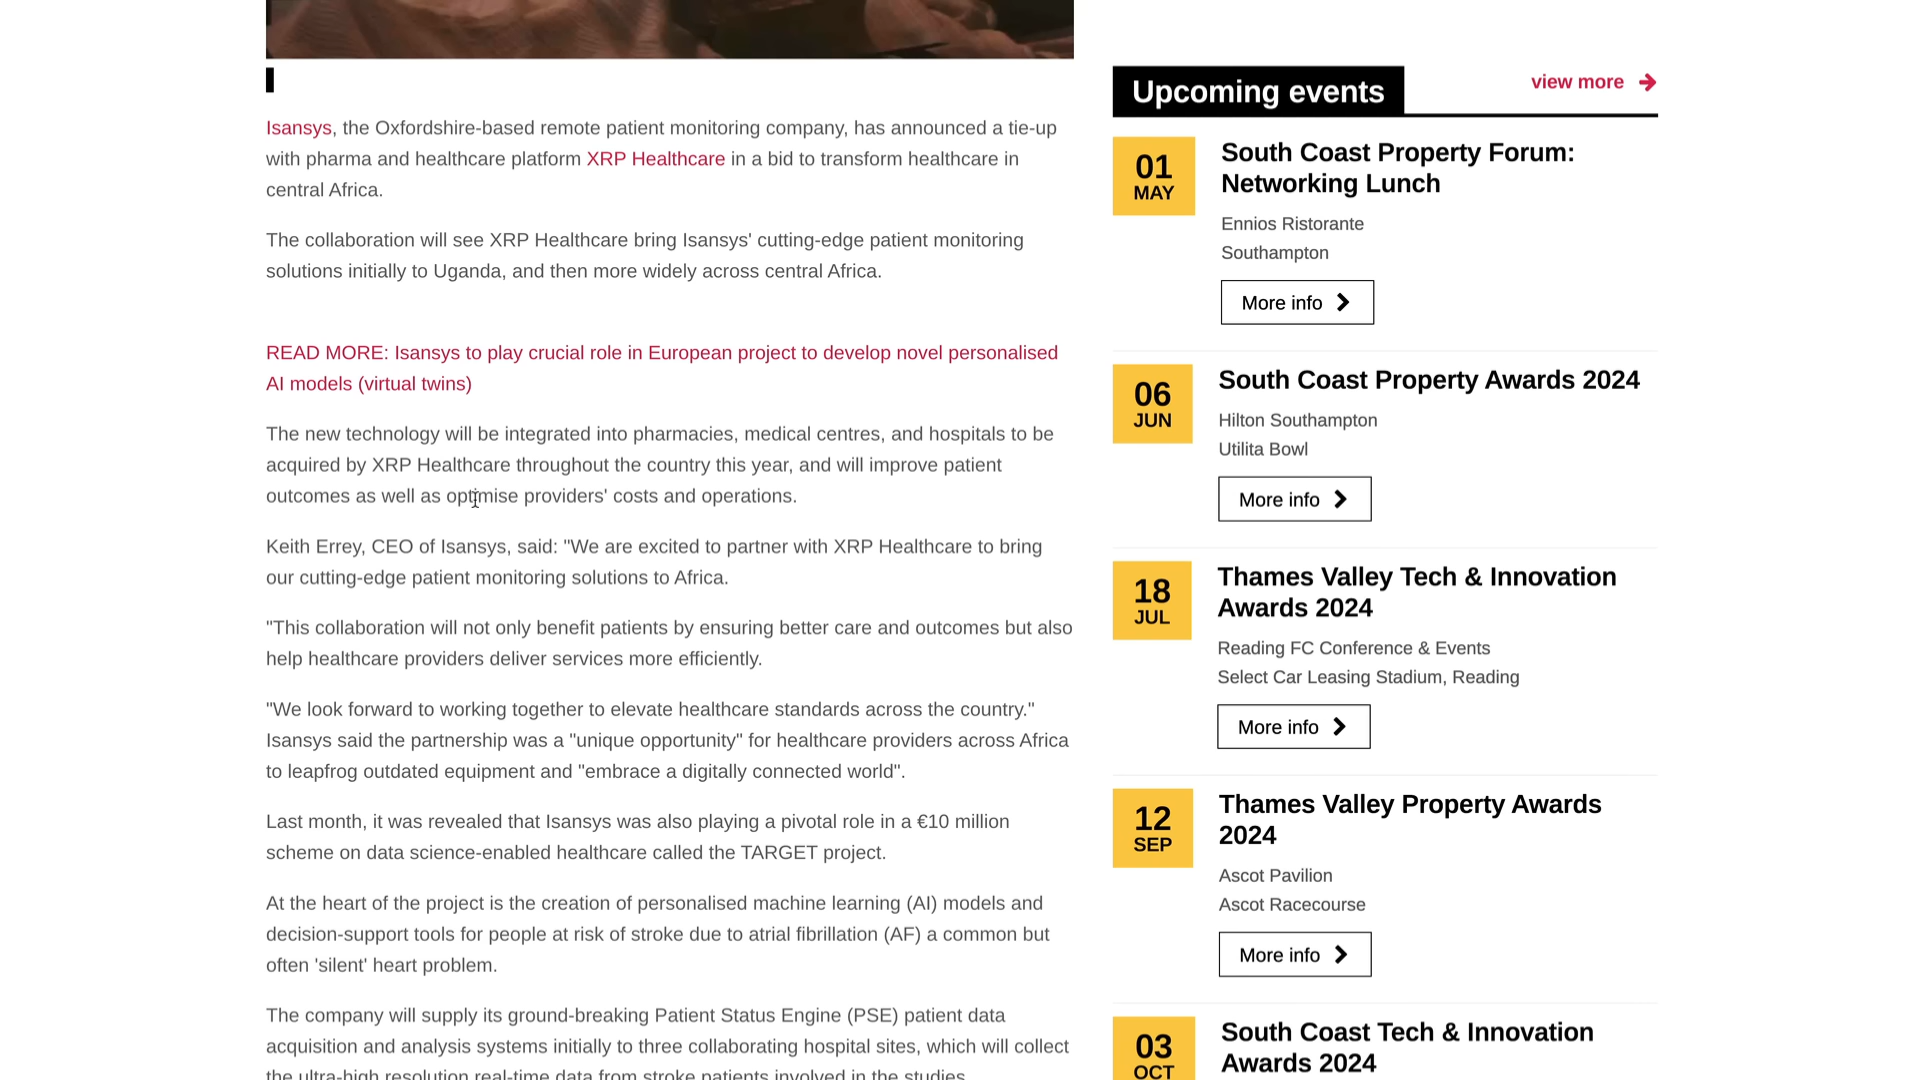 Isansys, the Oxfordshire-based remote patient monitoring company, has announced a tie-up
with pharma and healthcare platform XRP Healthcare in a bid to transform healthcare in
central Africa.
The collaboration will see XRP Healthcare bring Isansys' cutting-edge patient monitoring
solutions initially to Uganda, and then more widely across central Africa.
READ MORE: Isansys to play crucial role in European project to develop novel personalised
AI models (virtual twins)
The new technology will be integrated into pharmacies, medical centres, and hospitals to be
acquired by XRP Healthcare throughout the country this year, and will improve patient
outcomes as well as optimise providers' costs and operations.
Keith Errey, CEO of Isansys, said: "We are excited to partner with XRP Healthcare to bring
our cutting-edge patient monitoring solutions to Africa.
"This collaboration will not only benefit patients by ensuring better care and outcomes but also
help healthcare providers deliver services more efficiently.
"We look forward to working together to elevate healthcare standards across the country."
Isansys said the partnership was a "unique opportunity" for healthcare providers across Africa
to leapfrog outdated equipment and "embrace a digitally connected world".
Last month, it was revealed that Isansys was also playing a pivotal role in a €10 million
scheme on data science-enabled healthcare called the TARGET project.
At the heart of the project is the creation of personalised machine learning (AI) models and
decision-support tools for people at risk of stroke due to atrial fibrillation (AF) a common but
often 'silent' heart problem.
The company will supply its ground-breaking Patient Status Engine (PSE) patient data
acquisition and analysis systems initially to three collaborating hospital sites, which will collect
the ultra-high resolution real-time data from stroke patients involved in the studies.
Upcoming events
view more
01
MAY
South Coast Property Forum:
Networking Lunch
Ennios Ristorante
Southampton
More info
06
JUN
South Coast Property Awards 2024
Hilton Southampton
Utilita Bowl
More info
18
JUL
Thames Valley Tech & Innovation
Awards 2024
Reading FC Conference & Events
Select Car Leasing Stadium, Reading
More info
12
SEP
Thames Valley Property Awards
2024
Ascot Pavilion
Ascot Racecourse
More info
03
OCT
South Coast Tech & Innovation
Awards 2024